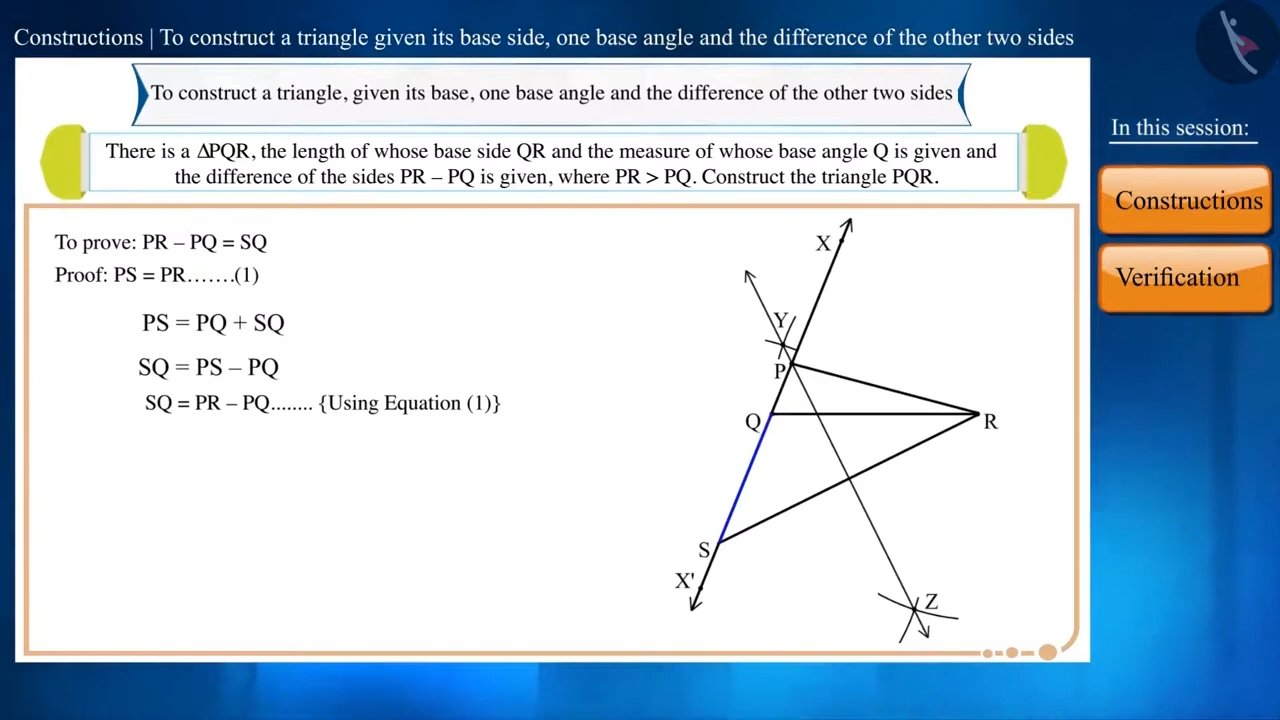 Constructions | To construct a triangle given its base side, one base angle and the difference of the other two sides
To construct a triangle, given its base, one base angle and the difference of the other two sides
There is a ΔPQR, the length of whose base side QR and the measure of whose base angle Q is given and
the difference of the sides PR – PQ is given, where PR > PQ. Construct the triangle PQR.
To prove: PR – PQ = SQ
Proof: PS = PR.......(1)
PS = PQ + SQ
SQ = PS – PQ
SQ = PR – PQ........ {Using Equation (1)}
X
Y
P
Q
R
S
X'
Z
In this session:
Constructions
Verification